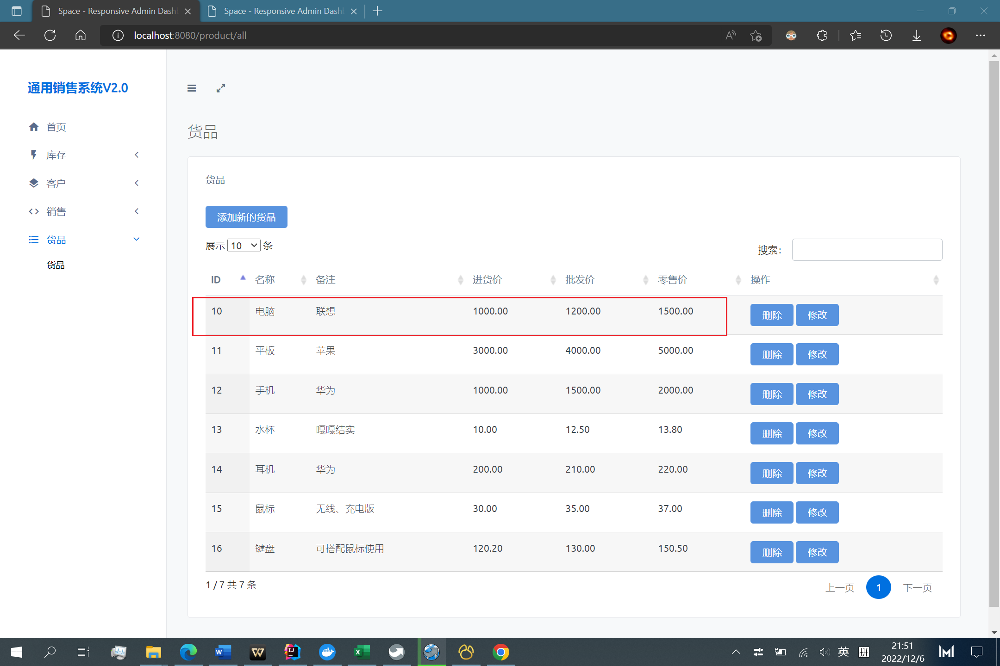 Space - Responsive Admin Dash
Space - Responsive Admin Dash
localhost:8080/product/all
通用销售系统V2.0
首页
库存
客户
销售
货品
货品
货品
货品
添加新的货品
展示 10 条
搜索：
ID 名称 备注 进货价 批发价 零售价 操作
10 电脑 联想 1000.00 1200.00 1500.00 删除 修改
11 平板 苹果 3000.00 4000.00 5000.00 删除 修改
12 手机 华为 1000.00 1500.00 2000.00 删除 修改
13 水杯 嘎嘎结实 10.00 12.50 13.80 删除 修改
14 耳机 华为 200.00 210.00 220.00 删除 修改
15 鼠标 无线、充电版 30.00 35.00 37.00 删除 修改
16 键盘 可搭配鼠标使用 120.20 130.00 150.50 删除 修改
1 / 7 共 7 条
上一页 1 下一页
英 拼
21:51
2022/12/6